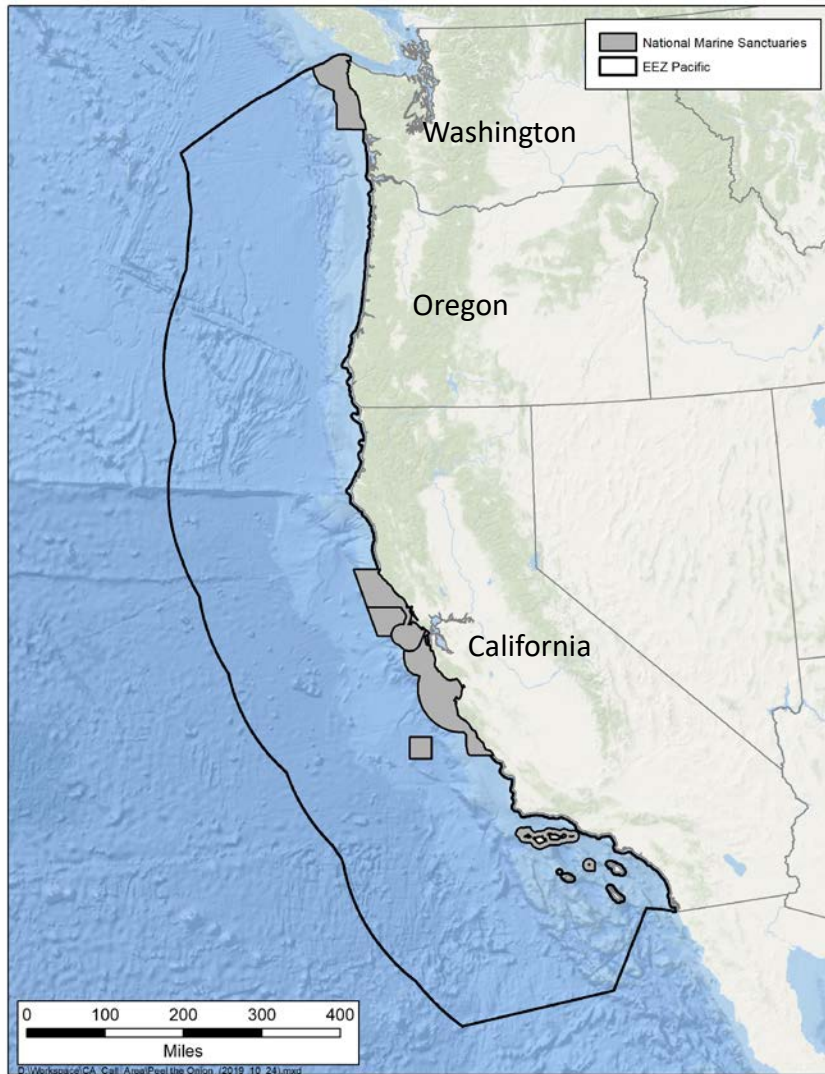 National Marine Sanctuaries
EEZ Pacific
Washington
Oregon
California
0 100 200 300 400
Miles
D:\Workspace\CA_Call_Area\Peel the Onion_(2019_10_24).mxd